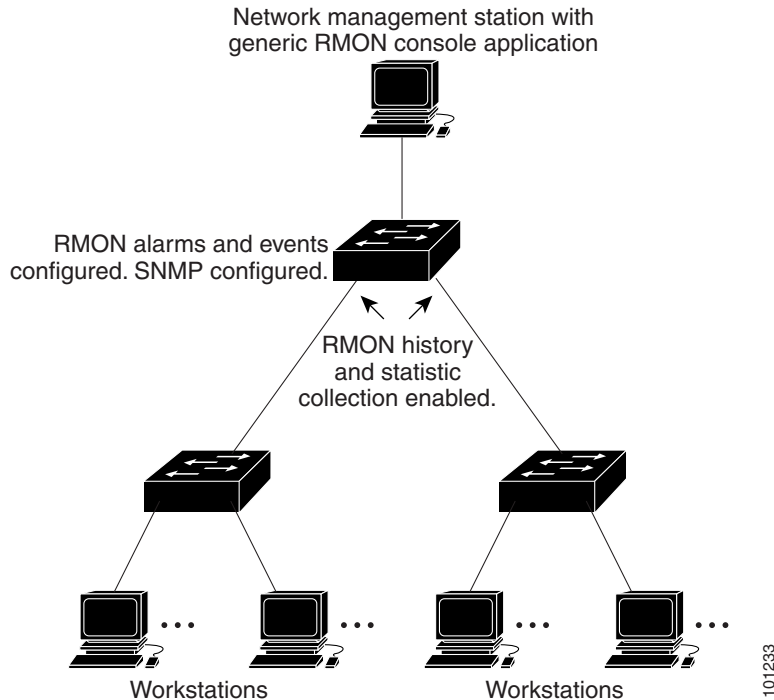 Network management station with
generic RMON console application
RMON alarms and events
configured. SNMP configured.
RMON history
and statistic
collection enabled.
Workstations
Workstations
101233